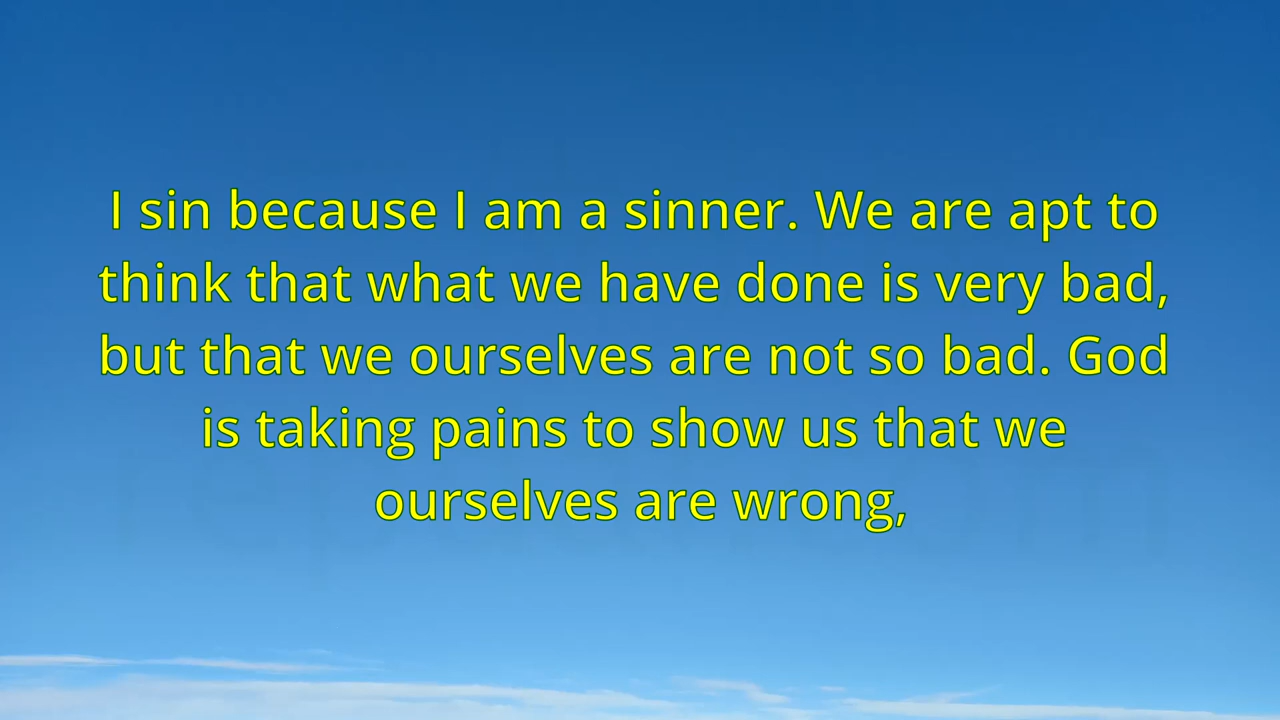 I sin because I am a sinner. We are apt to
think that what we have done is very bad,
but that we ourselves are not so bad. God
is taking pains to show us that we
ourselves are wrong,